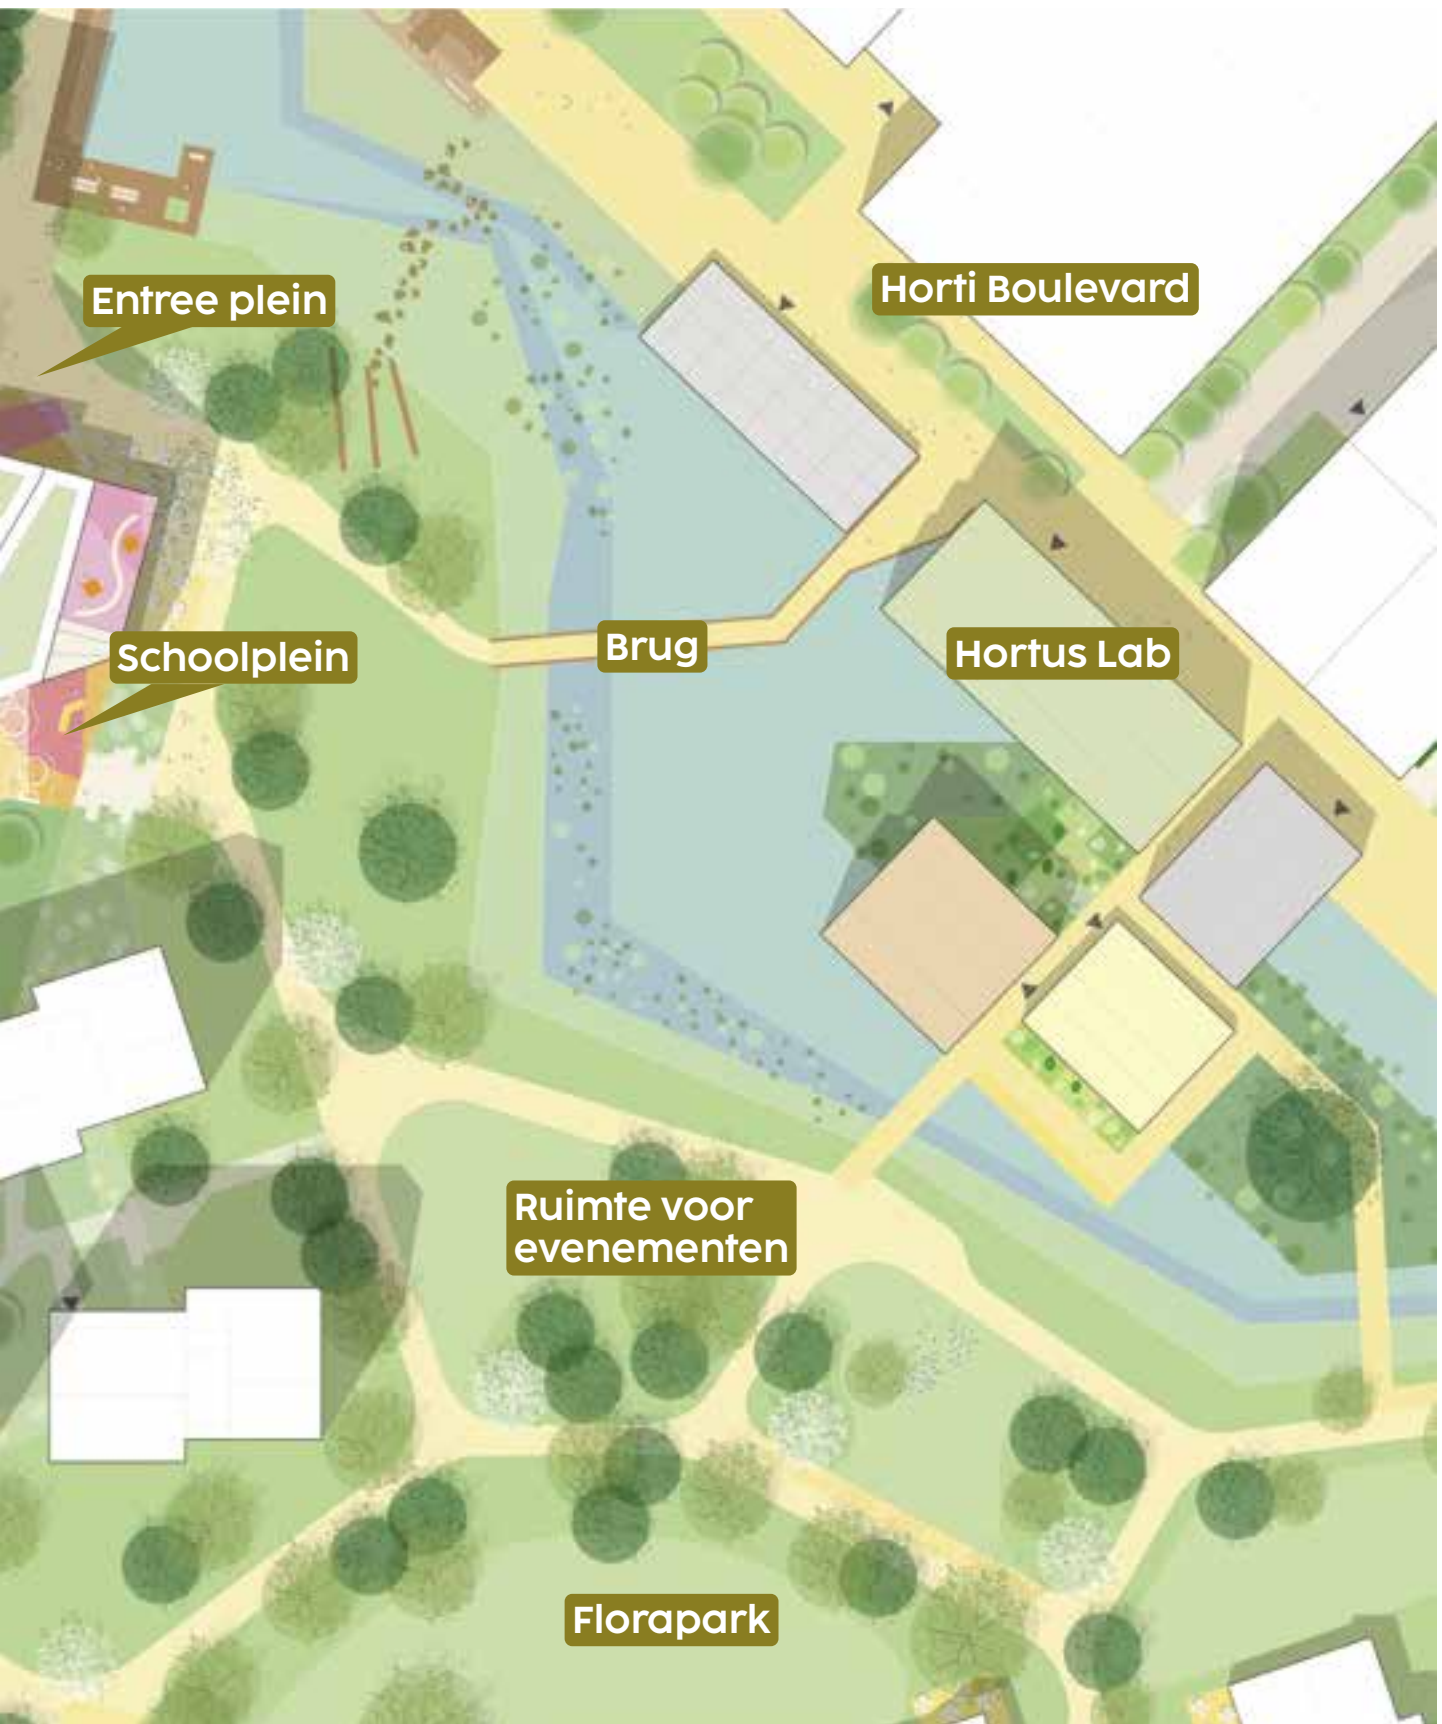 Horti Boulevard
Entree plein
Brug
Hortus Lab
Schoolplein
Ruimte voor
evenementen
Florapark